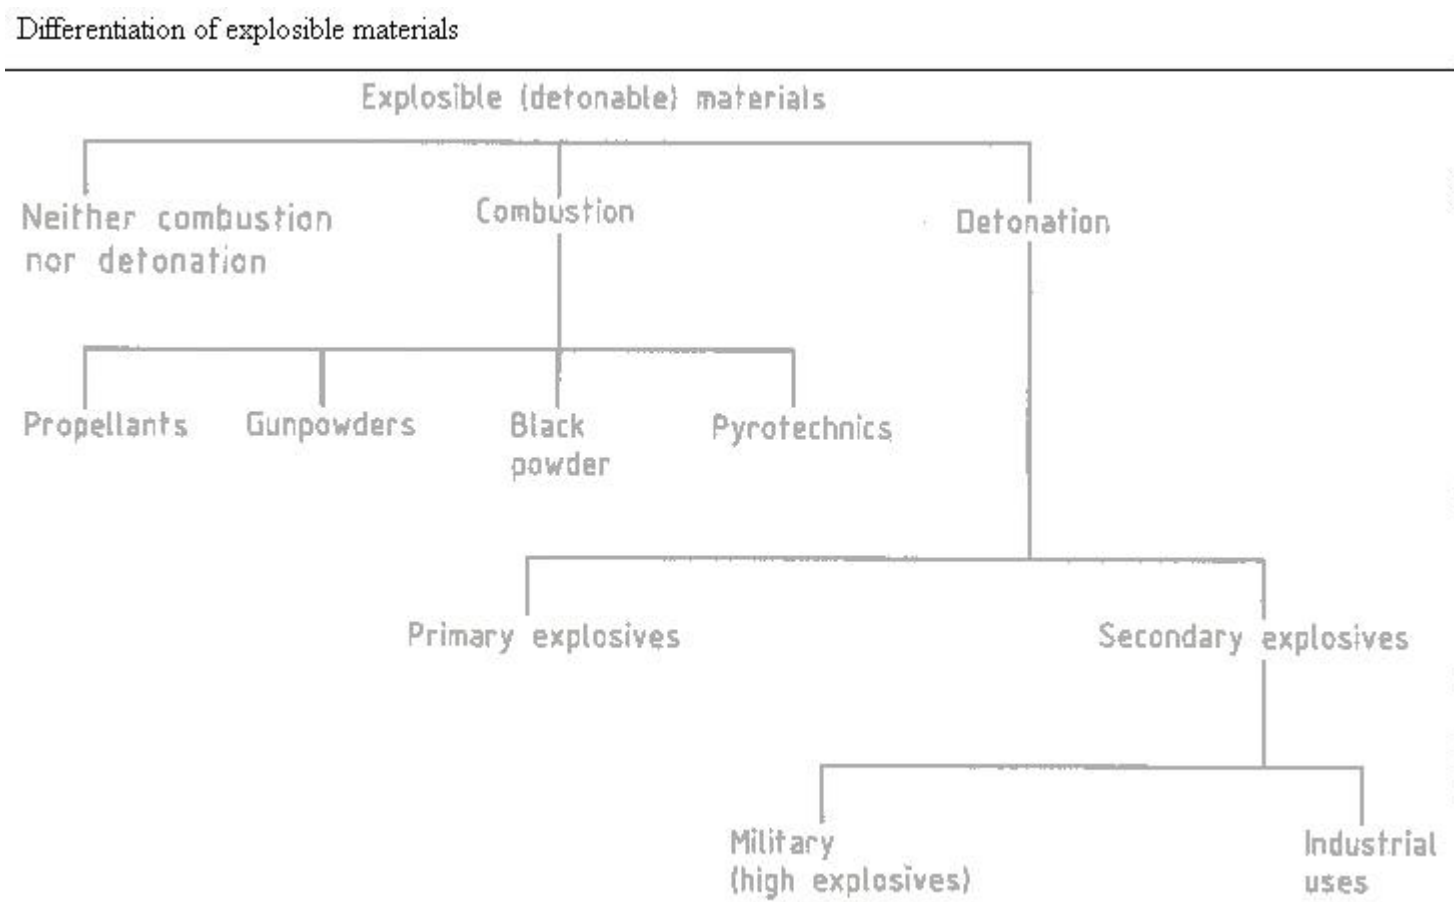 Differentiation of explosible materials
Explosible (detonable) materials
Neither combustion
nor detonation
Combustion
Detonation
Propellants
Gunpowders
Black
powder
Pyrotechnics
Primary explosives
Secondary explosives
Military
(high explosives)
Industrial
uses